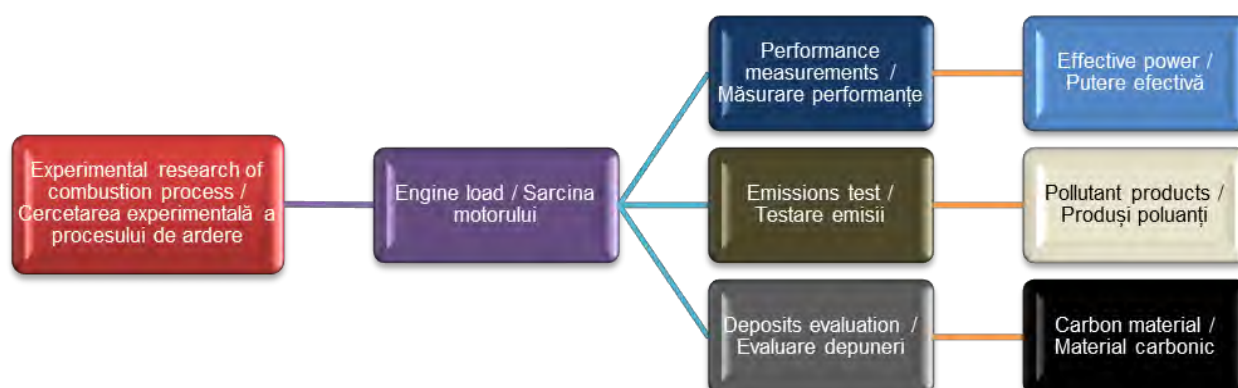 Experimental research of
combustion process /
Cercetarea experimentală a
procesului de ardere
Engine load / Sarcina
motorului
Performance
measurements /
Măsurare performanțe
Effective power /
Putere efectivă
Emissions test /
Testare emisii
Pollutant products /
Produși poluanți
Deposits evaluation /
Evaluare depuneri
Carbon material /
Material carbonic